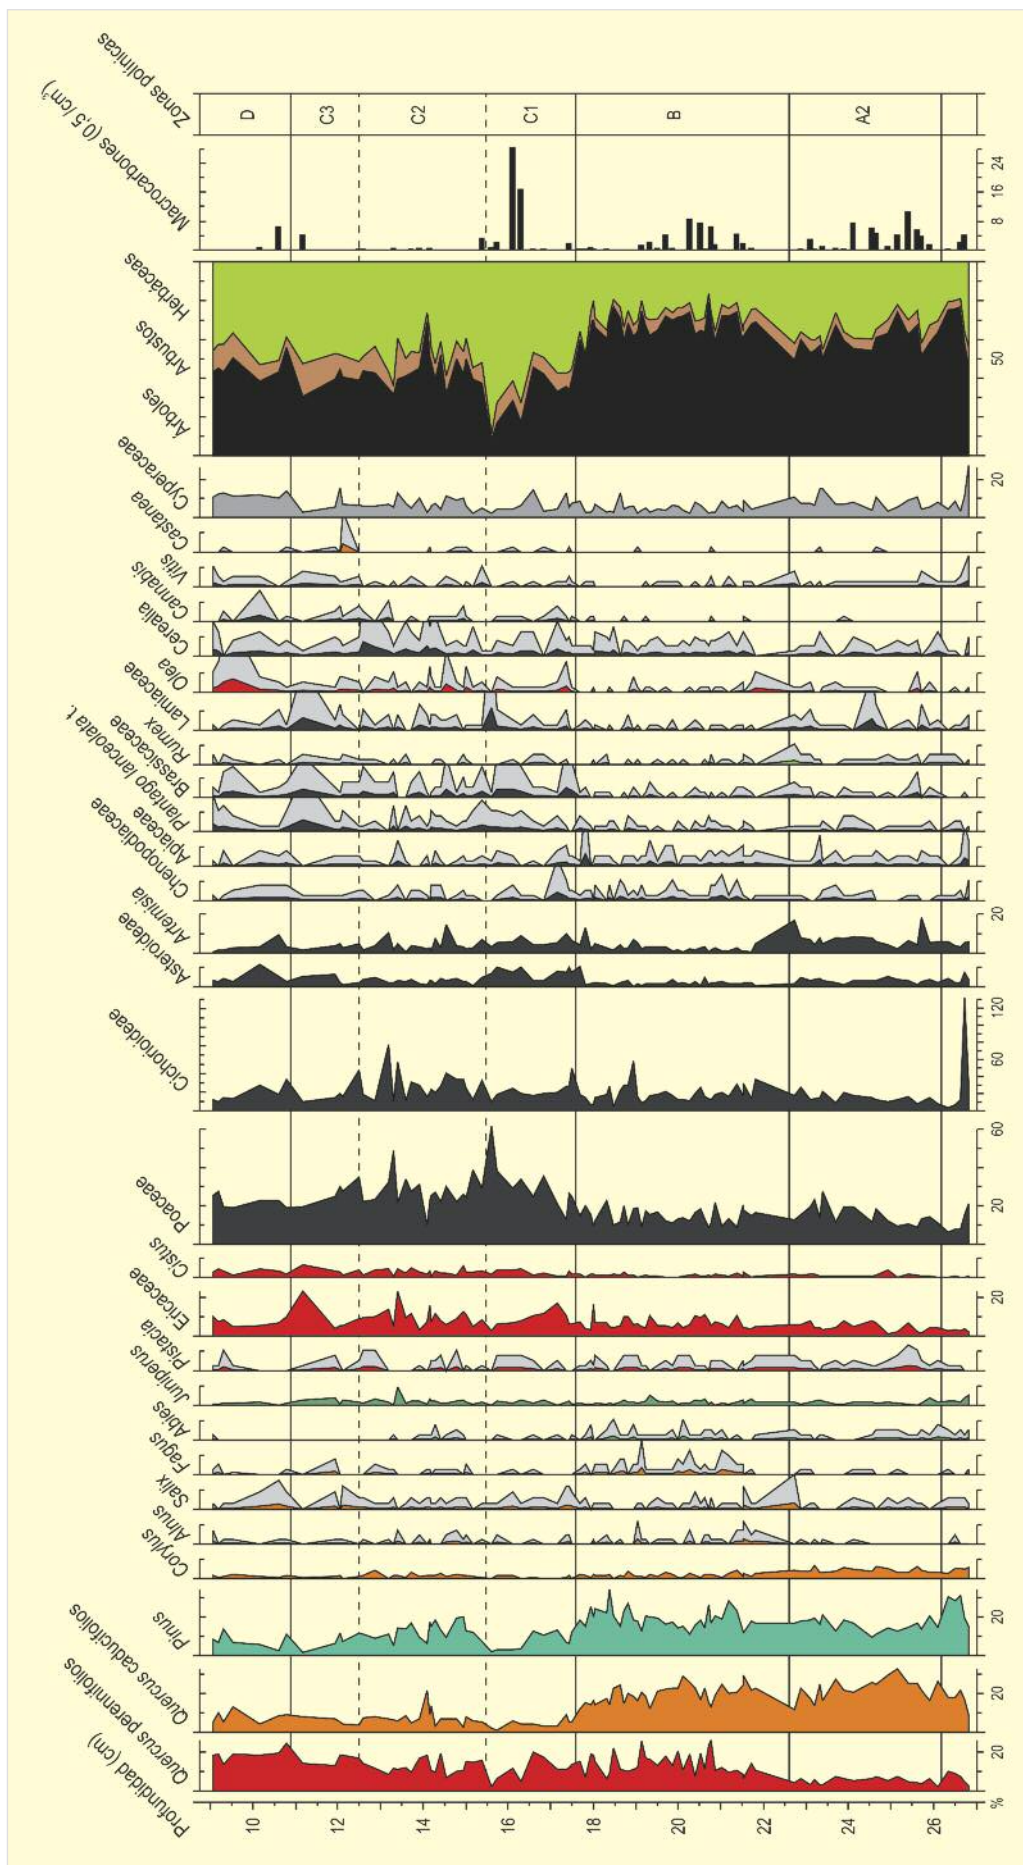 Profundidad (cm)
Quercus perennifolios
Quercus caducifolios
Pinus
Corylus
Alnus
Salix
Fagus
Abies
Juniperus
Pistacia
Ericaceae
Cistus
Poaceae
Cichorioideae
Asteroideae
Artemisia
Chenopodiaceae
Apiaceae
Plantago lanceolata t.
Brassicaceae
Rumex
Lamiaceae
Olea
Cerealia
Cannabis
Vitis
Castanea
Cyperaceae
Árboles
Arbustos
Herbáceas
Macrocarbones (0,5 /cm³)
Zonas polínicas
D
C3
C2
C1
B
A2
10
12
14
16
18
20
22
24
26
%
20
20
20
20
20
60
60
120
20
20
50
8
16
24